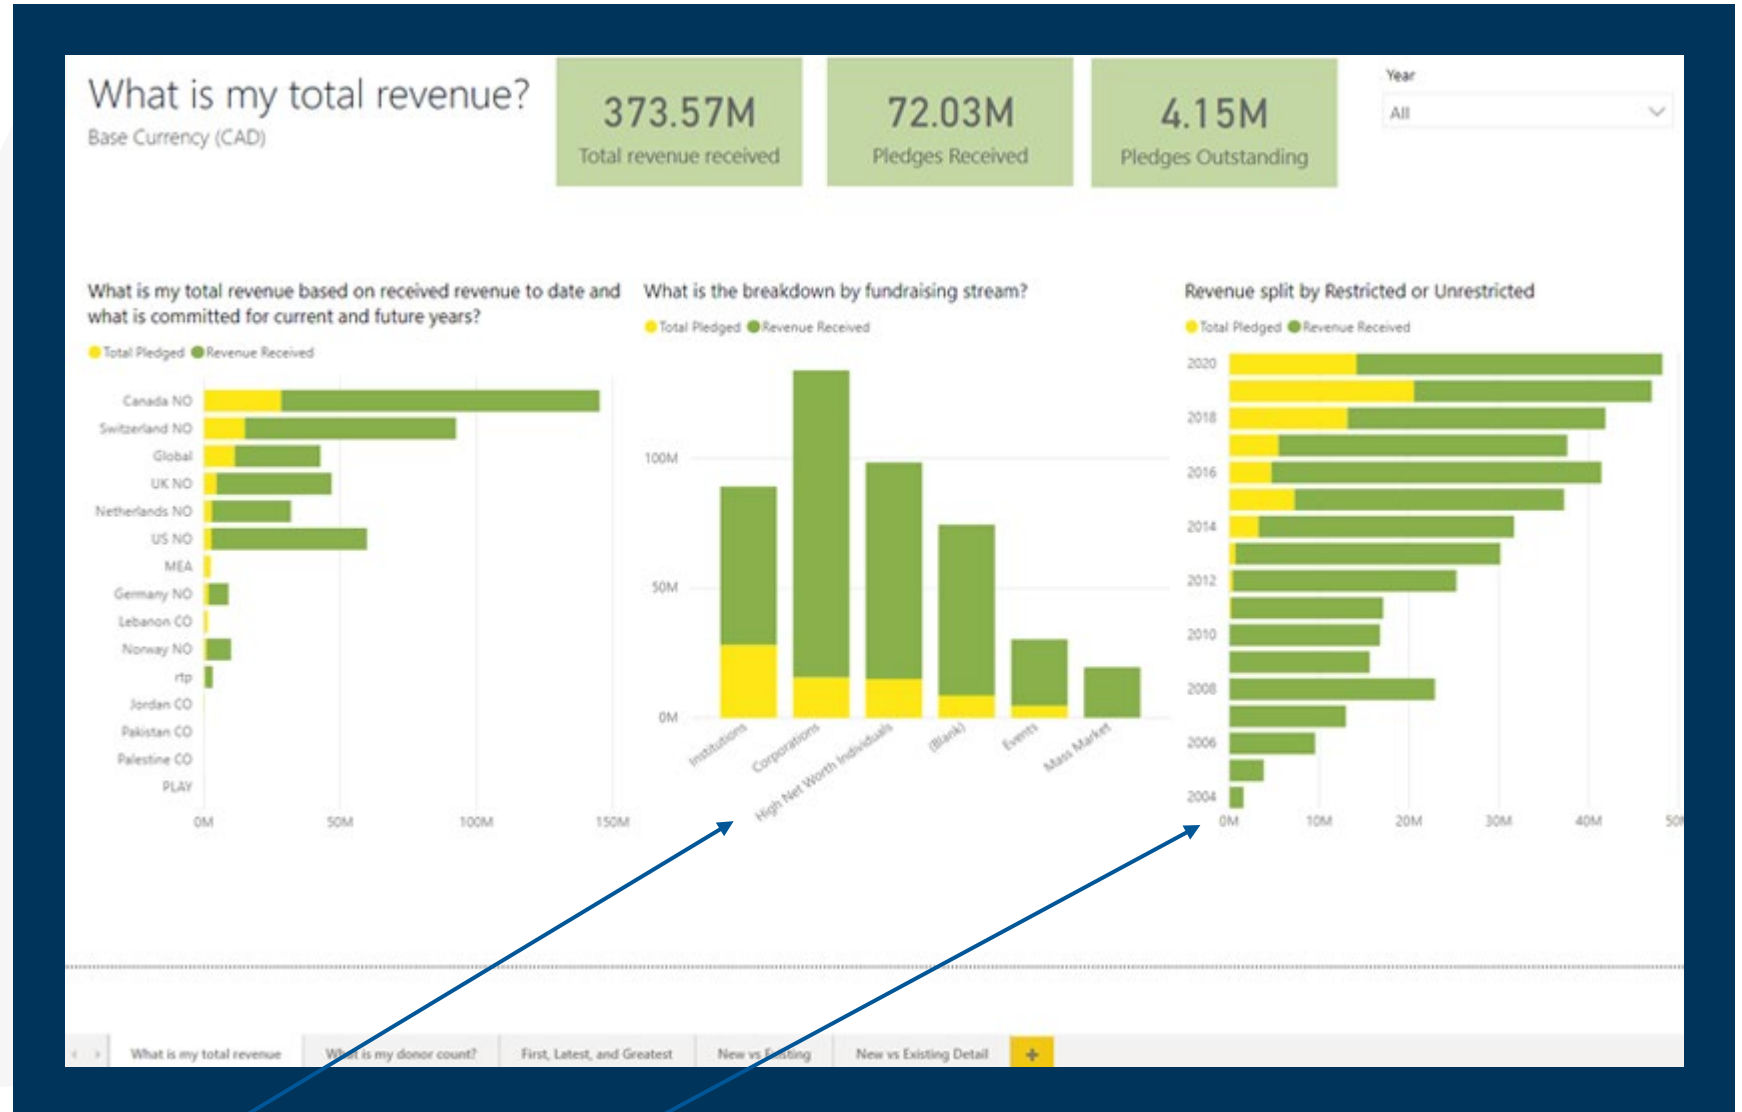 What is my total revenue?
Base Currency (CAD)
373.57M
Total revenue received
72.03M
Pledges Received
4.15M
Pledges Outstanding
Year
All
What is my total revenue based on received revenue to date and
what is committed for current and future years?
Total Pledged Revenue Received
Canada NO
Switzerland NO
Global
UK NO
Netherlands NO
US NO
MEA
Germany NO
Lebanon CO
Norway NO
rtp
Jordan CO
Pakistan CO
Palestine CO
PLAY
0M 50M 100M 150M
What is the breakdown by fundraising stream?
Total Pledged Revenue Received
100M
50M
0M
Institutions
Corporations
High Net Worth Individuals
(Blank)
Events
Mass Market
Revenue split by Restricted or Unrestricted
Total Pledged Revenue Received
2020
2018
2016
2014
2012
2010
2008
2006
2004
0M 10M 20M 30M 40M 50
What is my total revenue What is my donor count? First, Latest, and Greatest New vs Existing New vs Existing Detail +